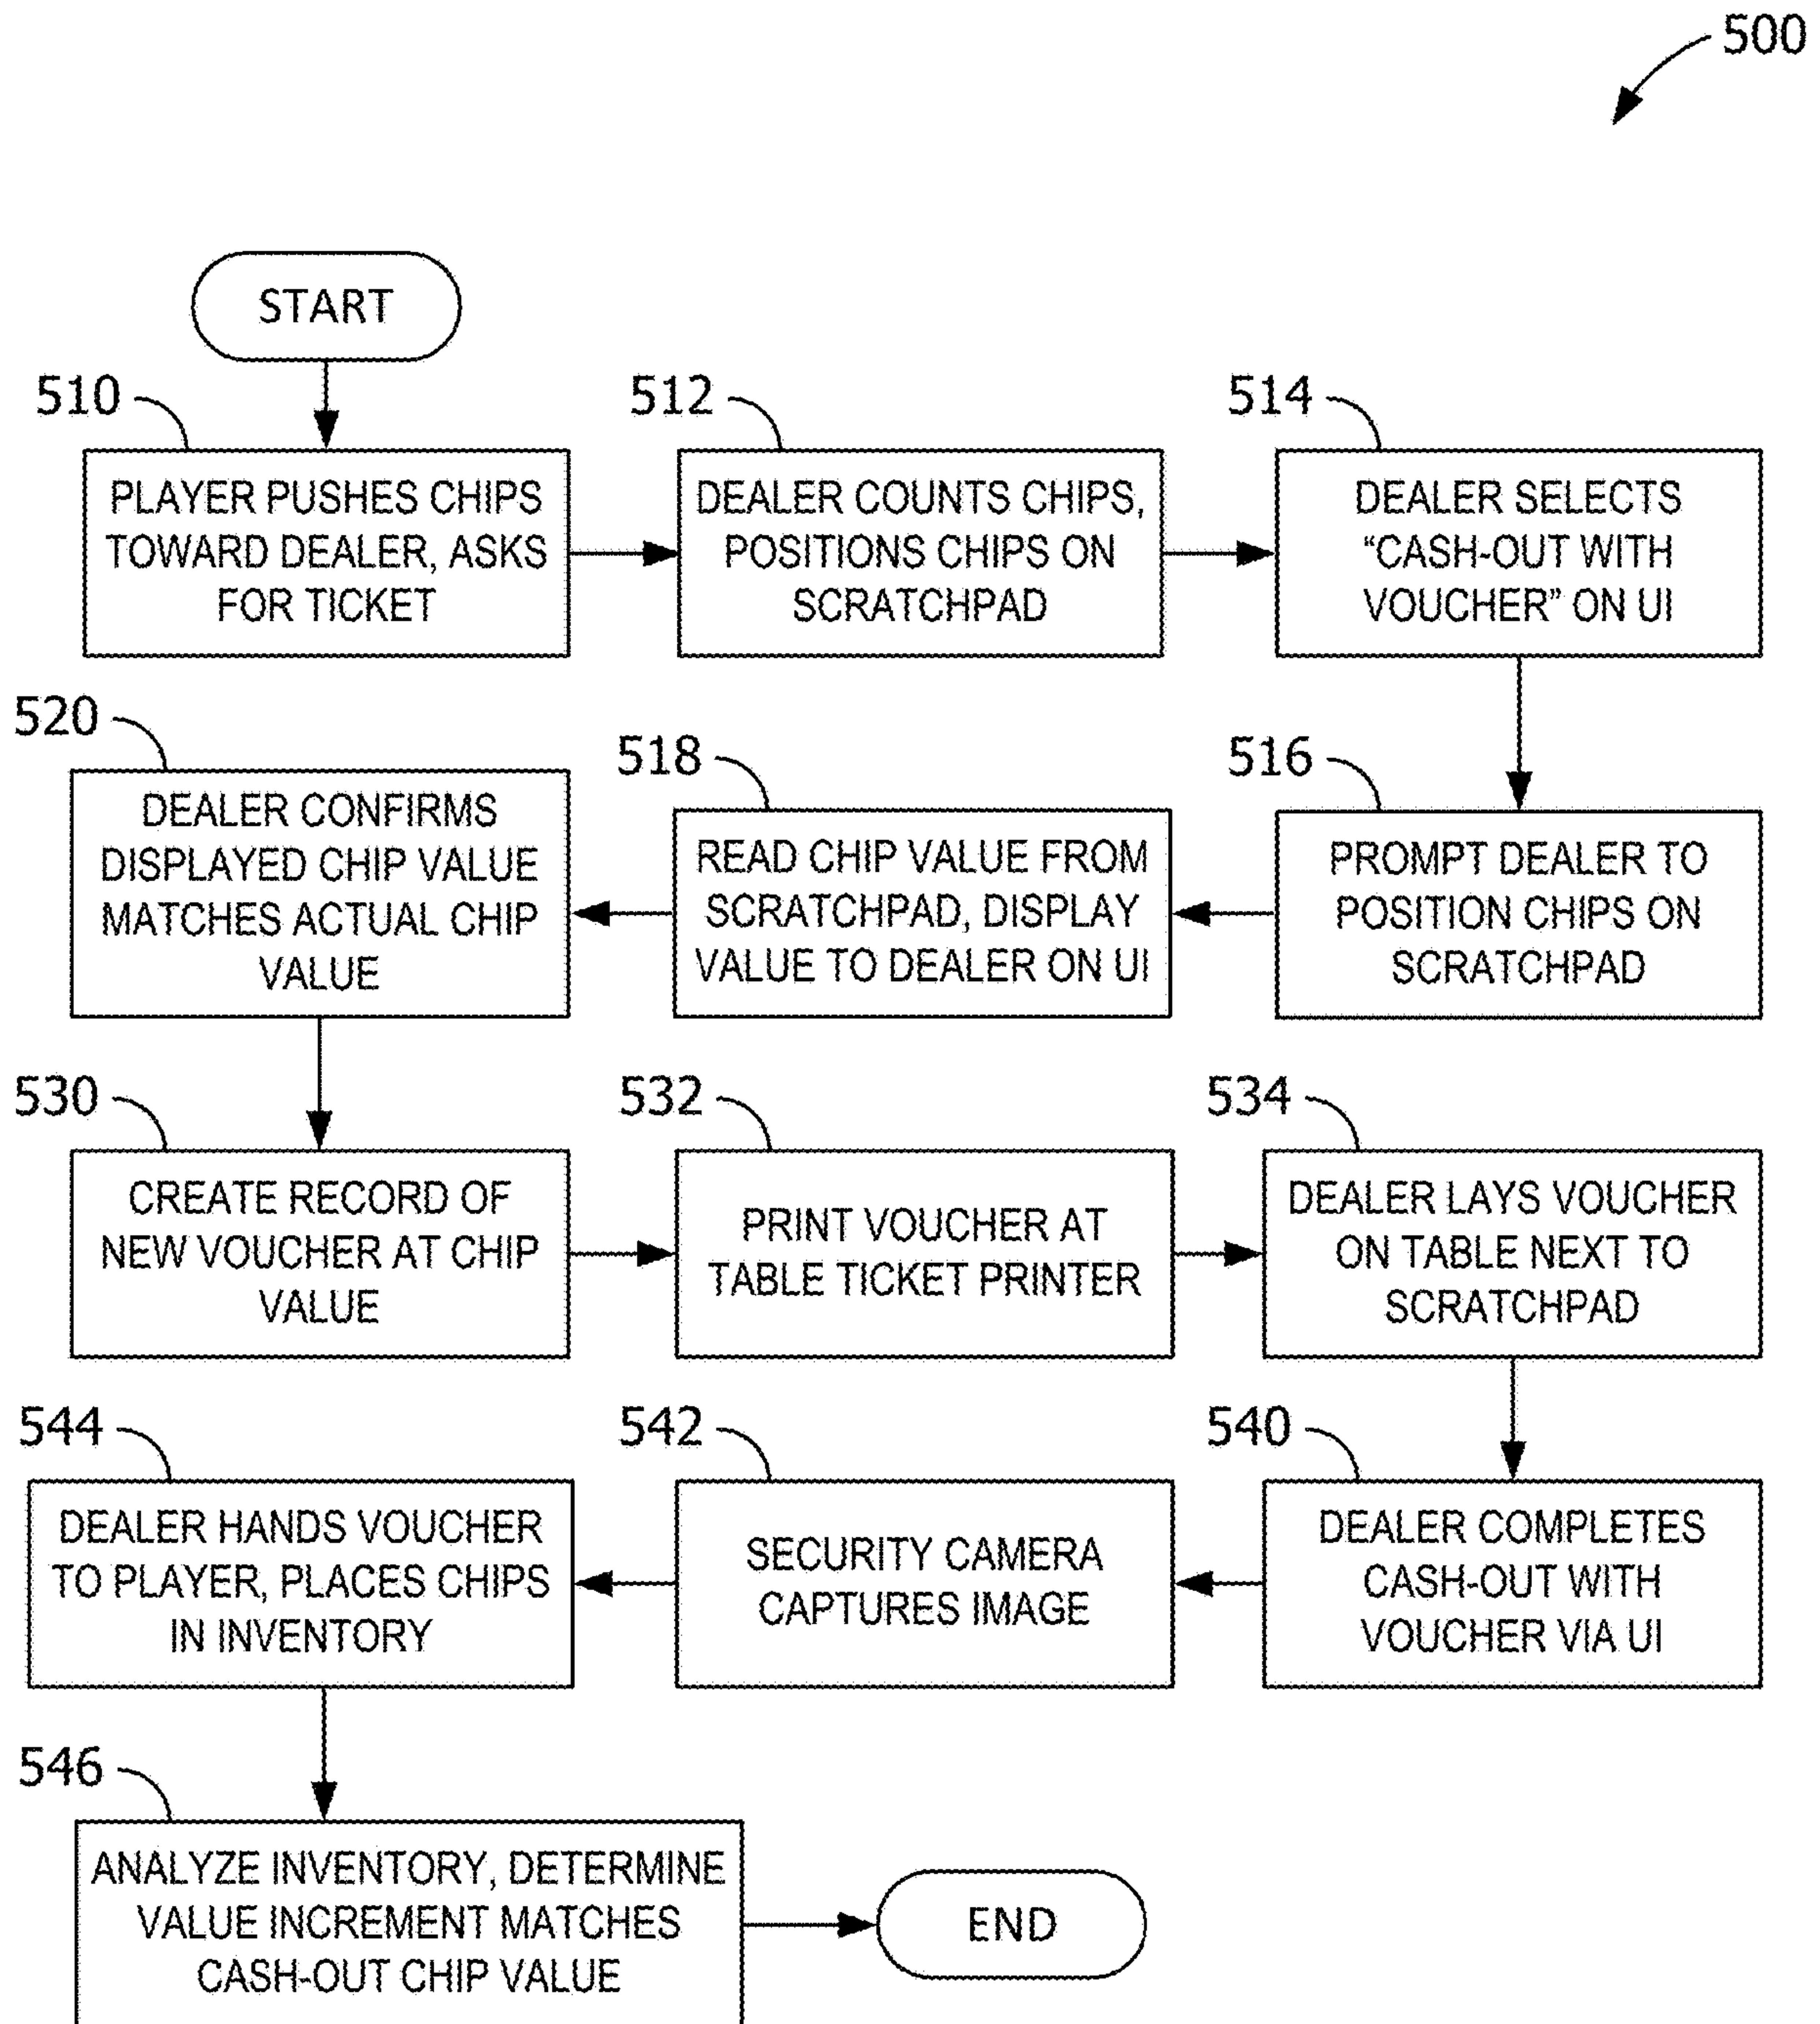 500
START
510
PLAYER PUSHES CHIPS
TOWARD DEALER, ASKS
FOR TICKET
512
DEALER COUNTS CHIPS,
POSITIONS CHIPS ON
SCRATCHPAD
514
DEALER SELECTS
“CASH-OUT WITH
VOUCHER” ON UI
516
PROMPT DEALER TO
POSITION CHIPS ON
SCRATCHPAD
518
READ CHIP VALUE FROM
SCRATCHPAD, DISPLAY
VALUE TO DEALER ON UI
520
DEALER CONFIRMS
DISPLAYED CHIP VALUE
MATCHES ACTUAL CHIP
VALUE
530
CREATE RECORD OF
NEW VOUCHER AT CHIP
VALUE
532
PRINT VOUCHER AT
TABLE TICKET PRINTER
534
DEALER LAYS VOUCHER
ON TABLE NEXT TO
SCRATCHPAD
540
DEALER COMPLETES
CASH-OUT WITH
VOUCHER VIA UI
542
SECURITY CAMERA
CAPTURES IMAGE
544
DEALER HANDS VOUCHER
TO PLAYER, PLACES CHIPS
IN INVENTORY
546
ANALYZE INVENTORY, DETERMINE
VALUE INCREMENT MATCHES
CASH-OUT CHIP VALUE
END